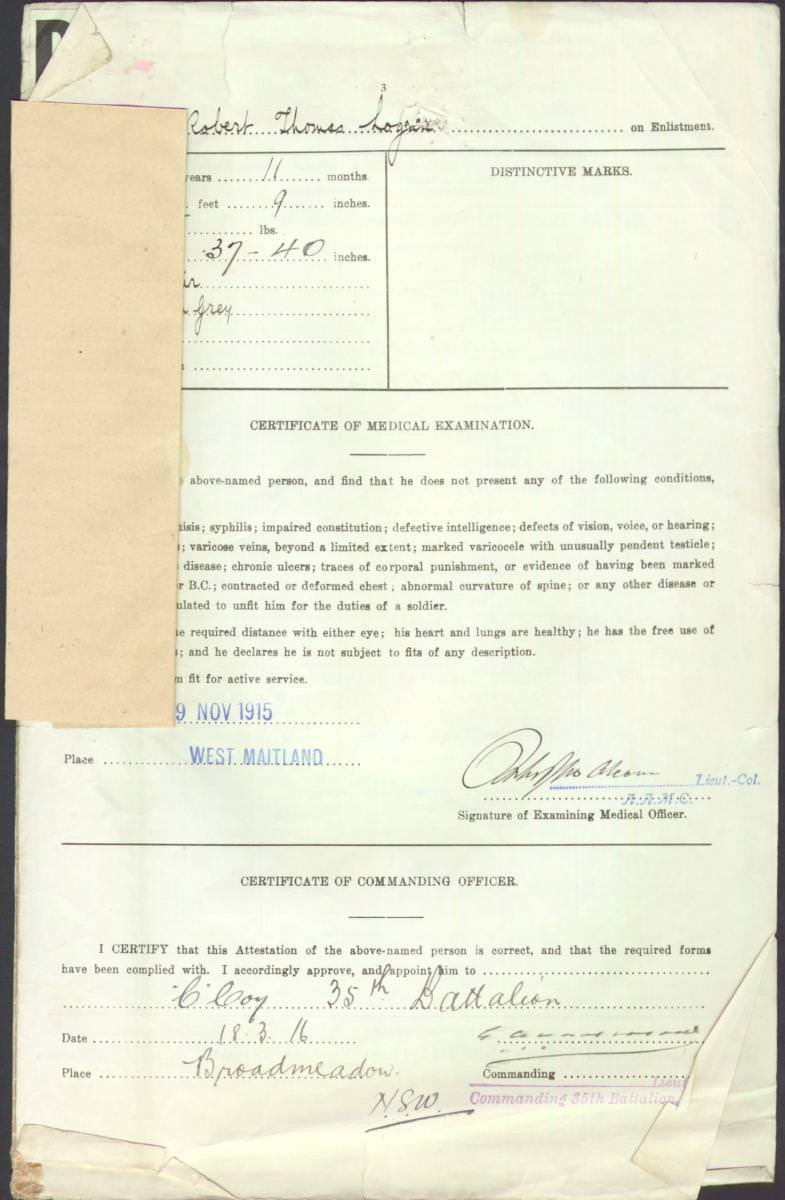 3
Robert Thomas on Enlistment.
years 11 months
feet 9 inches.
lbs.
37-40 inches.
Grey
DISTINCTIVE MARKS.
CERTIFICATE OF MEDICAL EXAMINATION.
above-named person, and find that he does not present any of the following conditions,
; syphilis; impaired constitution; defective intelligence; defects of vision, voice, or hearing;
; varicose veins, beyond a limited extent; marked varicocele with unusually pendent testicle;
disease; chronic ulcers; traces of corporal punishment, or evidence of having been marked
B.C.; contracted or deformed chest; abnormal curvature of spine; or any other disease or
to unfit him for the duties of a soldier.
required distance with either eye; his heart and lungs are healthy; he has the free use of
; and he declares he is not subject to fits of any description.
fit for active service.
9 NOV 1915
Place WEST MAITLAND
Lieut.-Col.
A.A.M.C.
Signature of Examining Medical Officer.
CERTIFICATE OF COMMANDING OFFICER.
I CERTIFY that this Attestation of the above-named person is correct, and that the required forms
have been complied with. I accordingly approve, and appoint him to
"C" Coy 35th Battalion
Date 18.3.16
Place Broadmeadow.
N.S.W.
Commanding
Lieut
Commanding 35th Battalion,